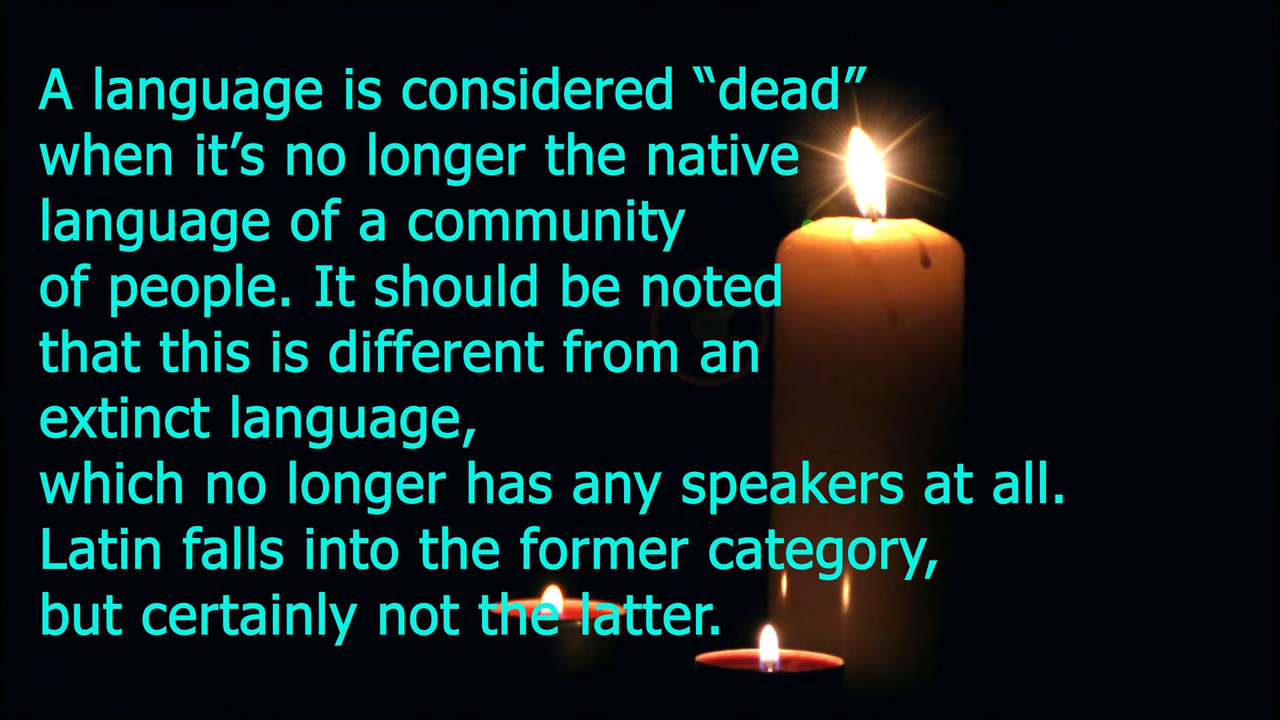 A language is considered “dead”
when it’s no longer the native
language of a community
of people. It should be noted
that this is different from an
extinct language,
which no longer has any speakers at all.
Latin falls into the former category,
but certainly not the latter.